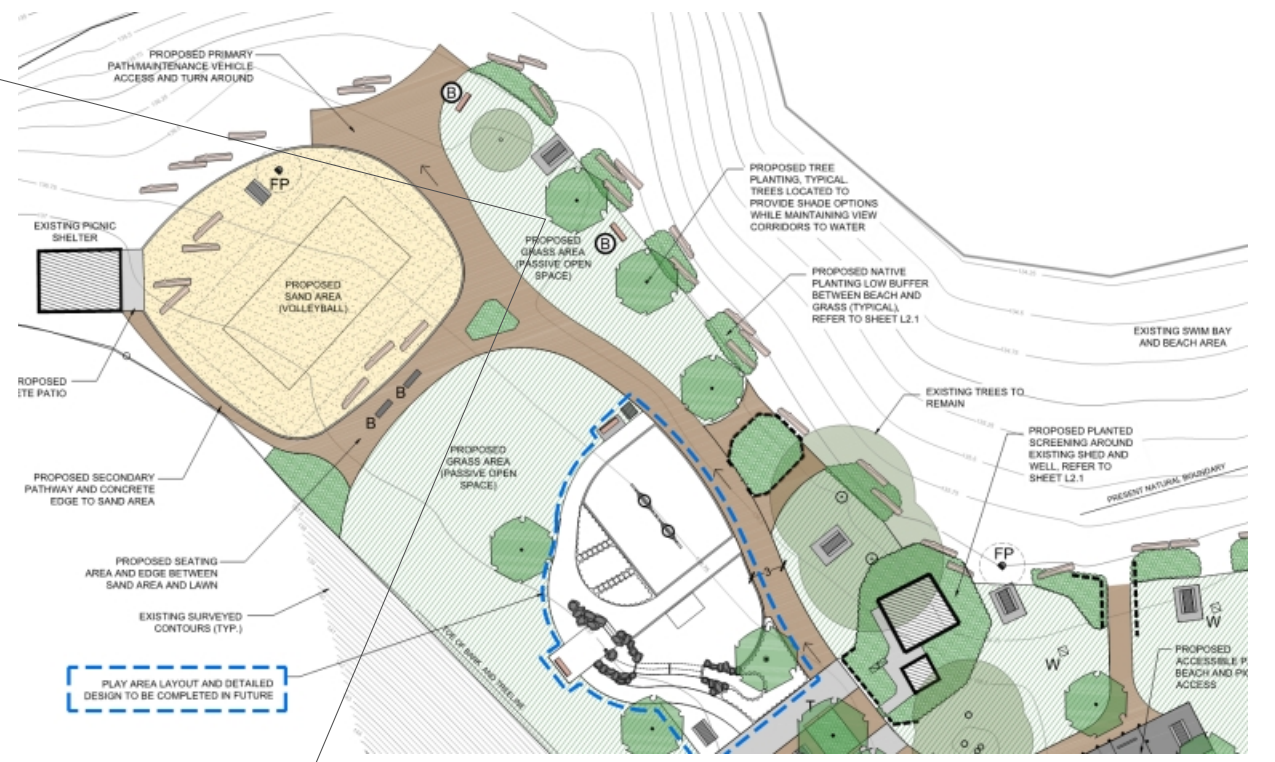 PROPOSED PRIMARY
PATH/MAINTENANCE VEHICLE
ACCESS AND TURN AROUND
B
FP
PROPOSED TREE
PLANTING, TYPICAL.
TREES LOCATED TO
PROVIDE SHADE OPTIONS
WHILE MAINTAINING VIEW
CORRIDORS TO WATER
EXISTING PICNIC
SHELTER
B
PROPOSED
GRASS AREA
(PASSIVE OPEN
SPACE)
PROPOSED
SAND AREA
(VOLLEYBALL)
PROPOSED NATIVE
PLANTING LOW BUFFER
BETWEEN BEACH AND
GRASS (TYPICAL),
REFER TO SHEET L2.1
EXISTING SWIM BAY
AND BEACH AREA
ROPOSED
ETE PATIO
B
B
EXISTING TREES TO
REMAIN
PROPOSED PLANTED
SCREENING AROUND
EXISTING SHED AND
WELL, REFER TO
SHEET L2.1
PRESENT NATURAL BOUNDARY
PROPOSED
GRASS AREA
(PASSIVE OPEN
SPACE)
PROPOSED SECONDARY
PATHWAY AND CONCRETE
EDGE TO SAND AREA
PROPOSED SEATING
AREA AND EDGE BETWEEN
SAND AREA AND LAWN
3
FP
EXISTING SURVEYED
CONTOURS (TYP.)
TOE OF BANK AND TREELINE
W
W
PROPOSED
ACCESSIBLE P
BEACH AND PIC
ACCESS
PLAY AREA LAYOUT AND DETAILED
DESIGN TO BE COMPLETED IN FUTURE
T